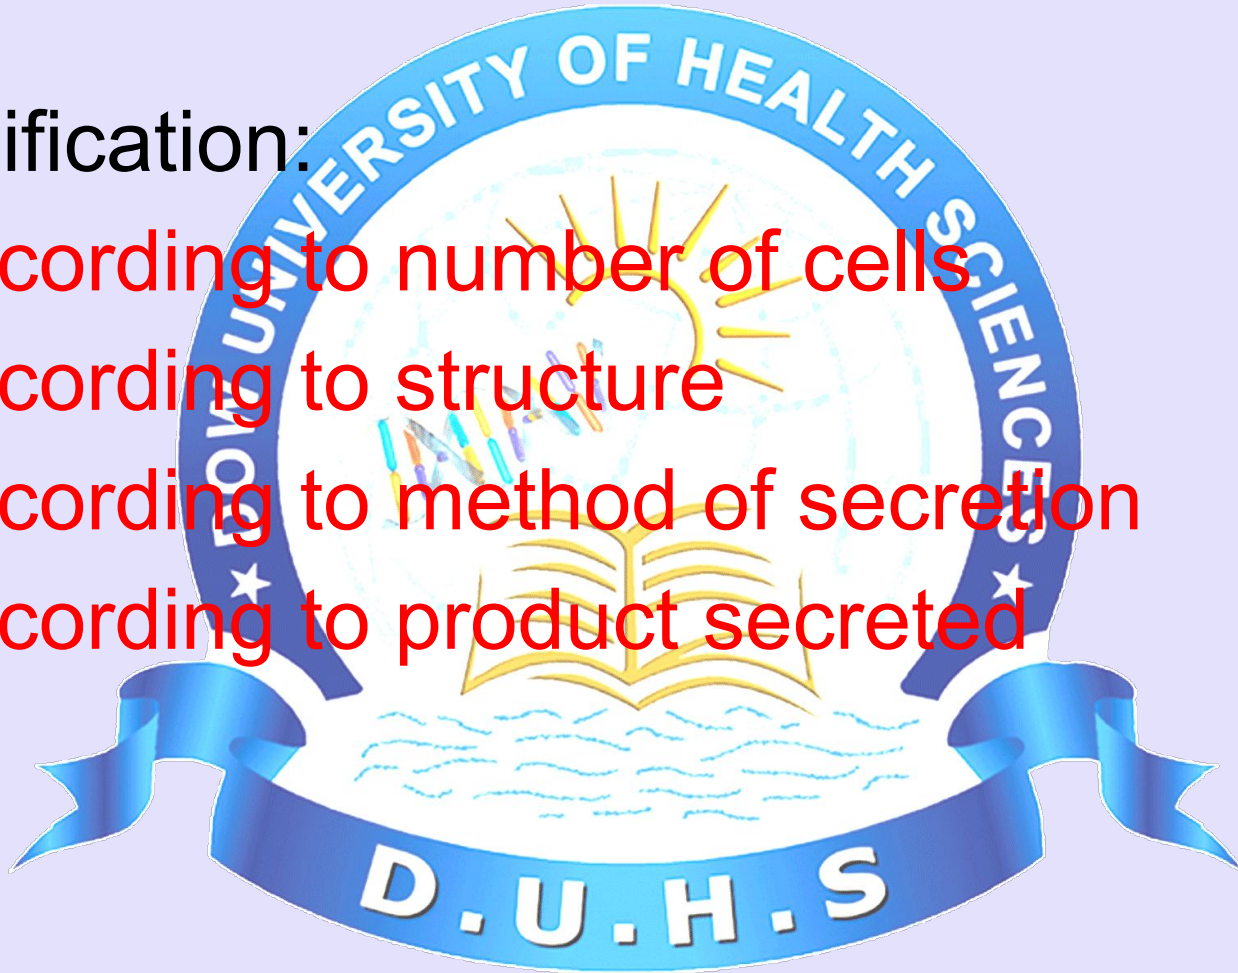 ification:
cording to number of cells
cording to structure
cording to method of secretion
cording to product secreted
★ DOW UNIVERSITY OF HEALTH SCIENCES ★
D.U.H.S